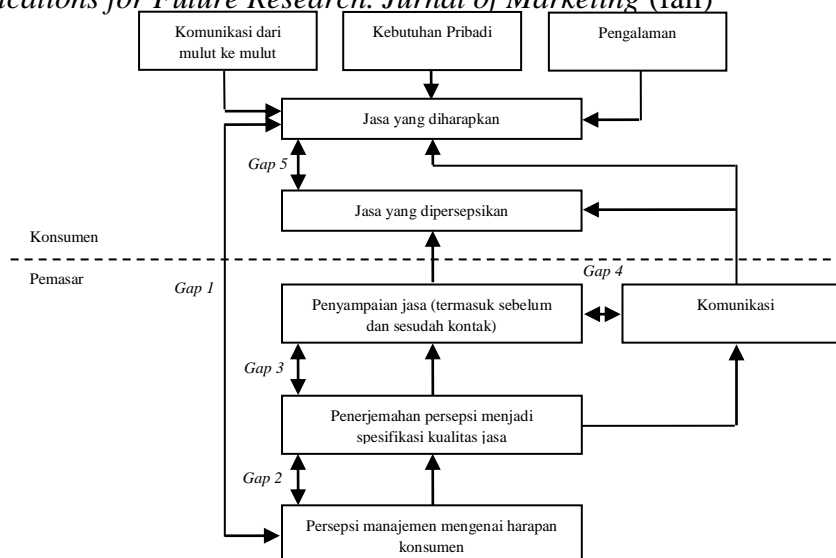 ications for Future Research. Jurnal of Marketing (fall)
Komunikasi dari
mulut ke mulut
Kebutuhan Pribadi
Pengalaman
Jasa yang diharapkan
Gap 5
Jasa yang dipersepsikan
Konsumen
Pemasar
Gap 1
Gap 4
Penyampaian jasa (termasuk sebelum
dan sesudah kontak)
Komunikasi
Gap 3
Penerjemahan persepsi menjadi
spesifikasi kualitas jasa
Gap 2
Persepsi manajemen mengenai harapan
konsumen